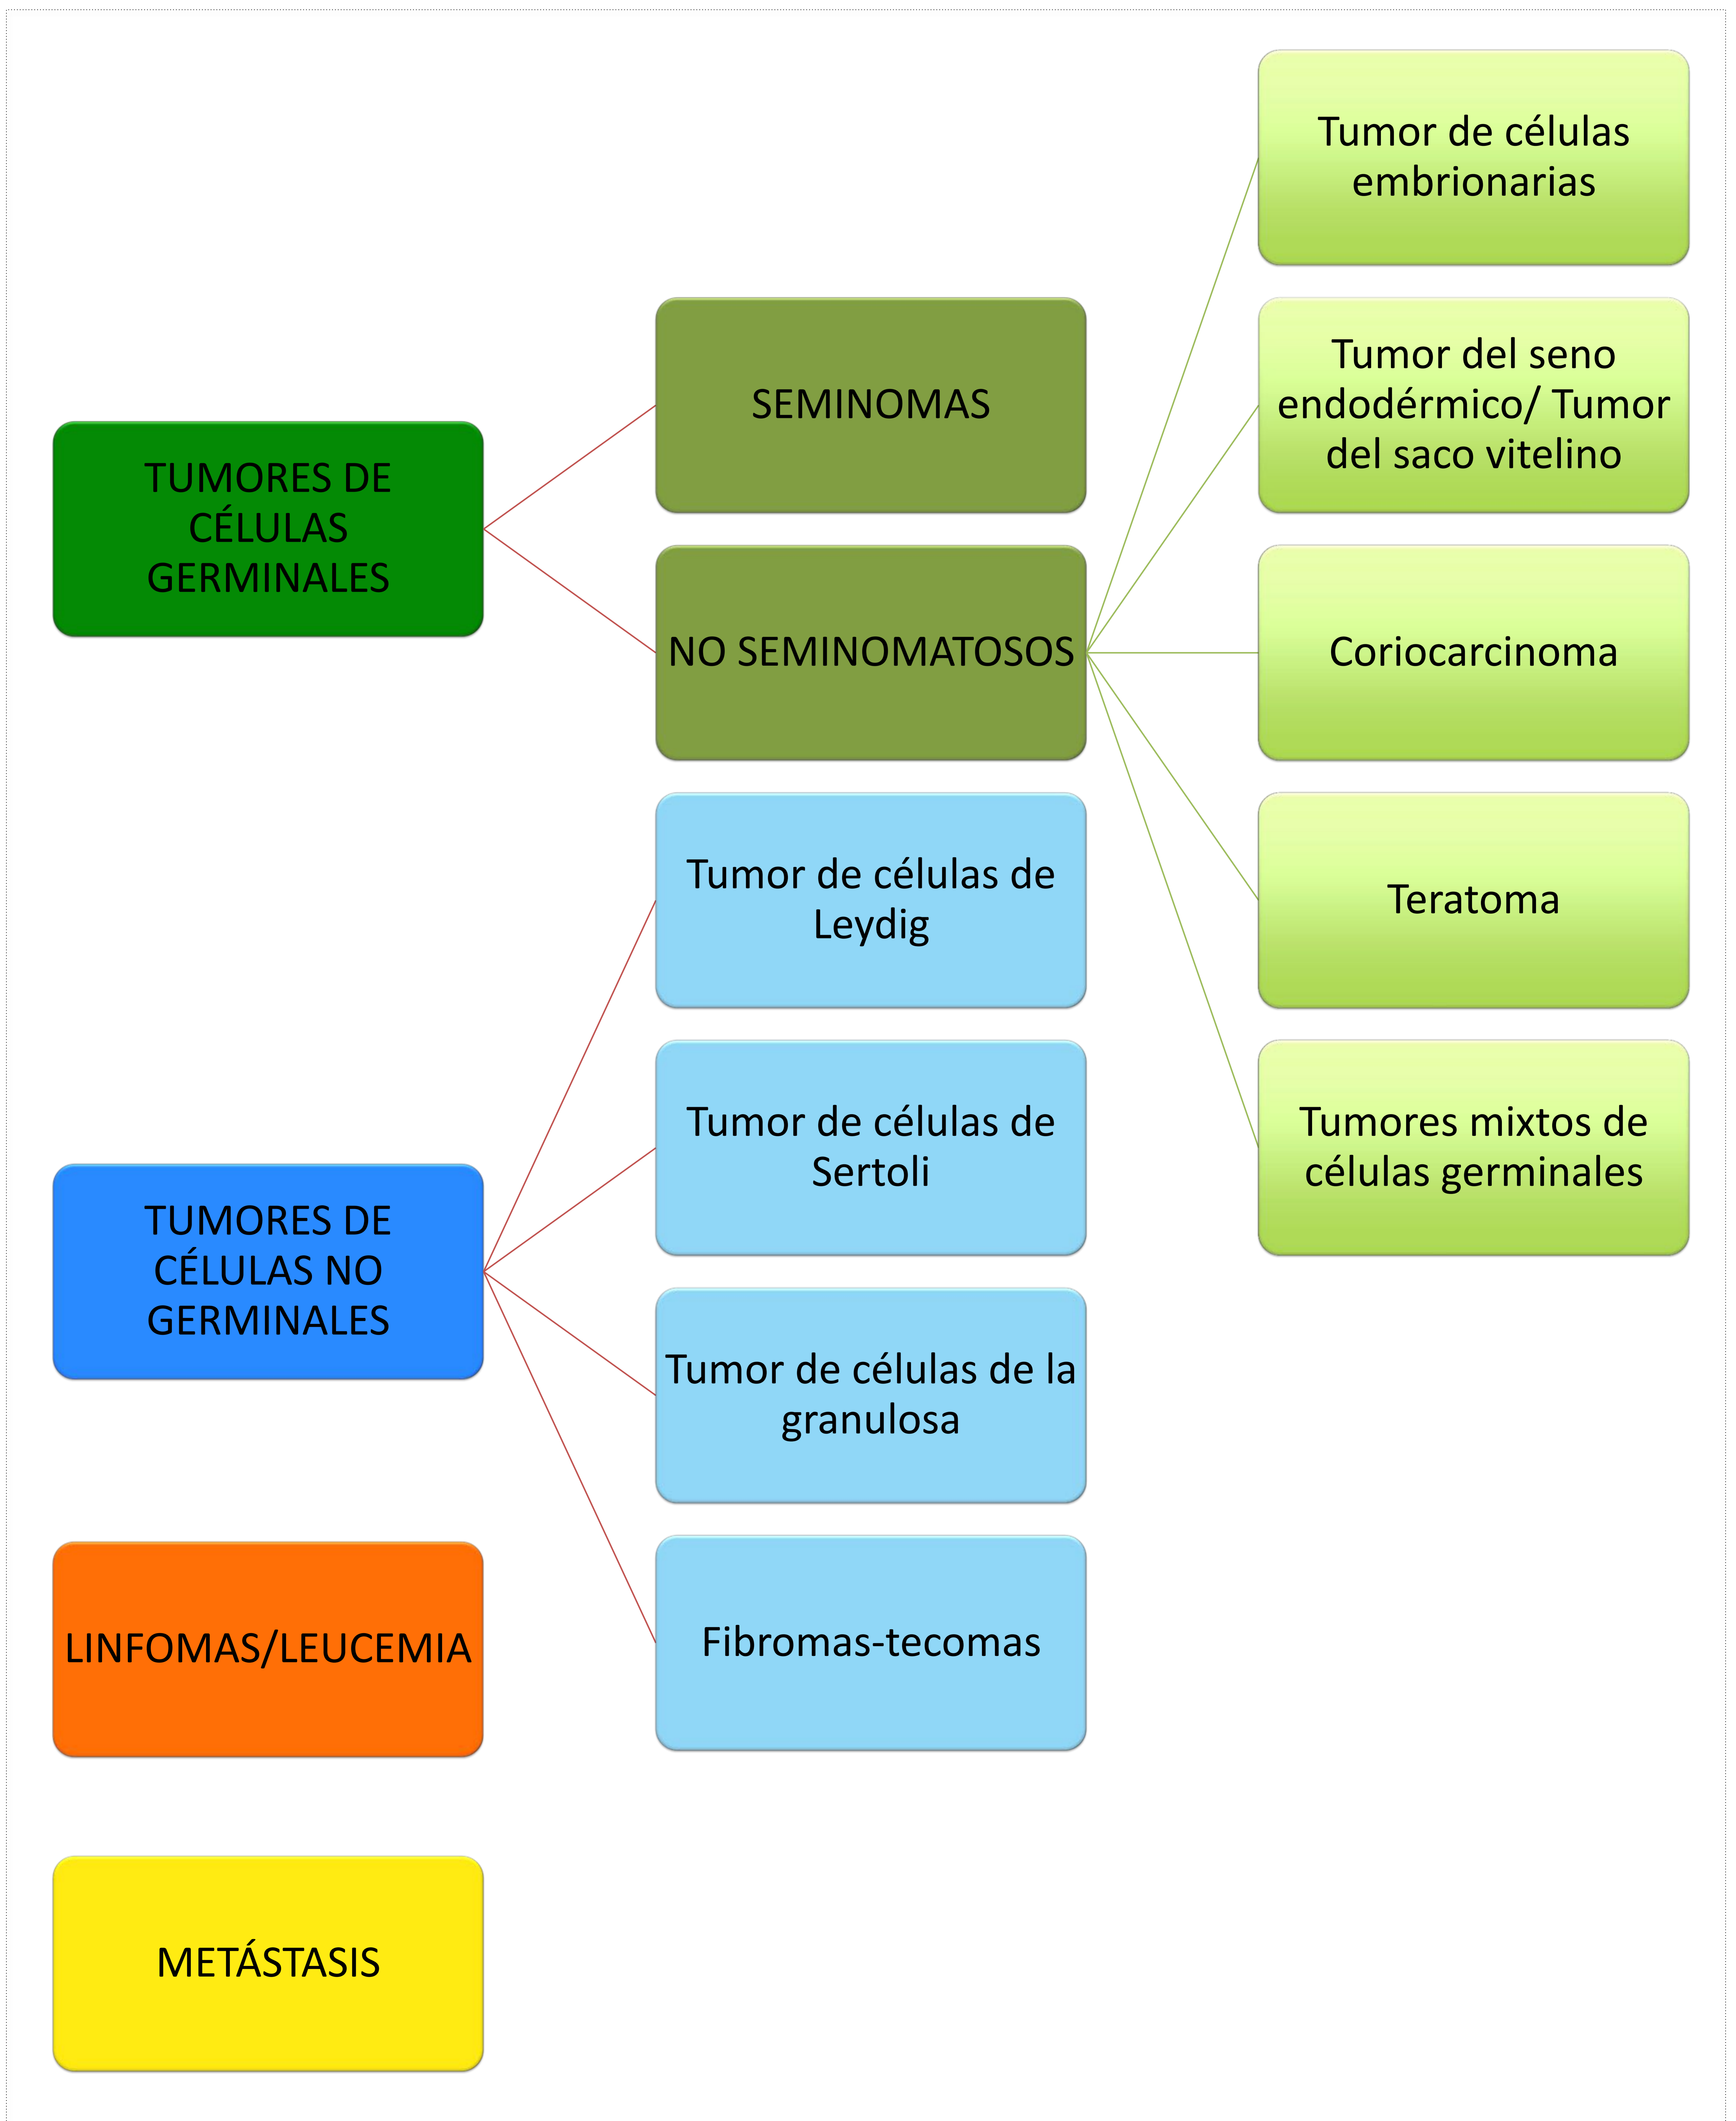 TUMORES DE
CÉLULAS
GERMINALES
SEMINOMAS
NO SEMINOMATOSOS
Tumor de células
embrionarias
Tumor del seno
endodérmico/ Tumor
del saco vitelino
Coriocarcinoma
Teratoma
Tumores mixtos de
células germinales
TUMORES DE
CÉLULAS NO
GERMINALES
Tumor de células de
Leydig
Tumor de células de
Sertoli
Tumor de células de la
granulosa
Fibromas-tecomas
LINFOMAS/LEUCEMIA
METÁSTASIS